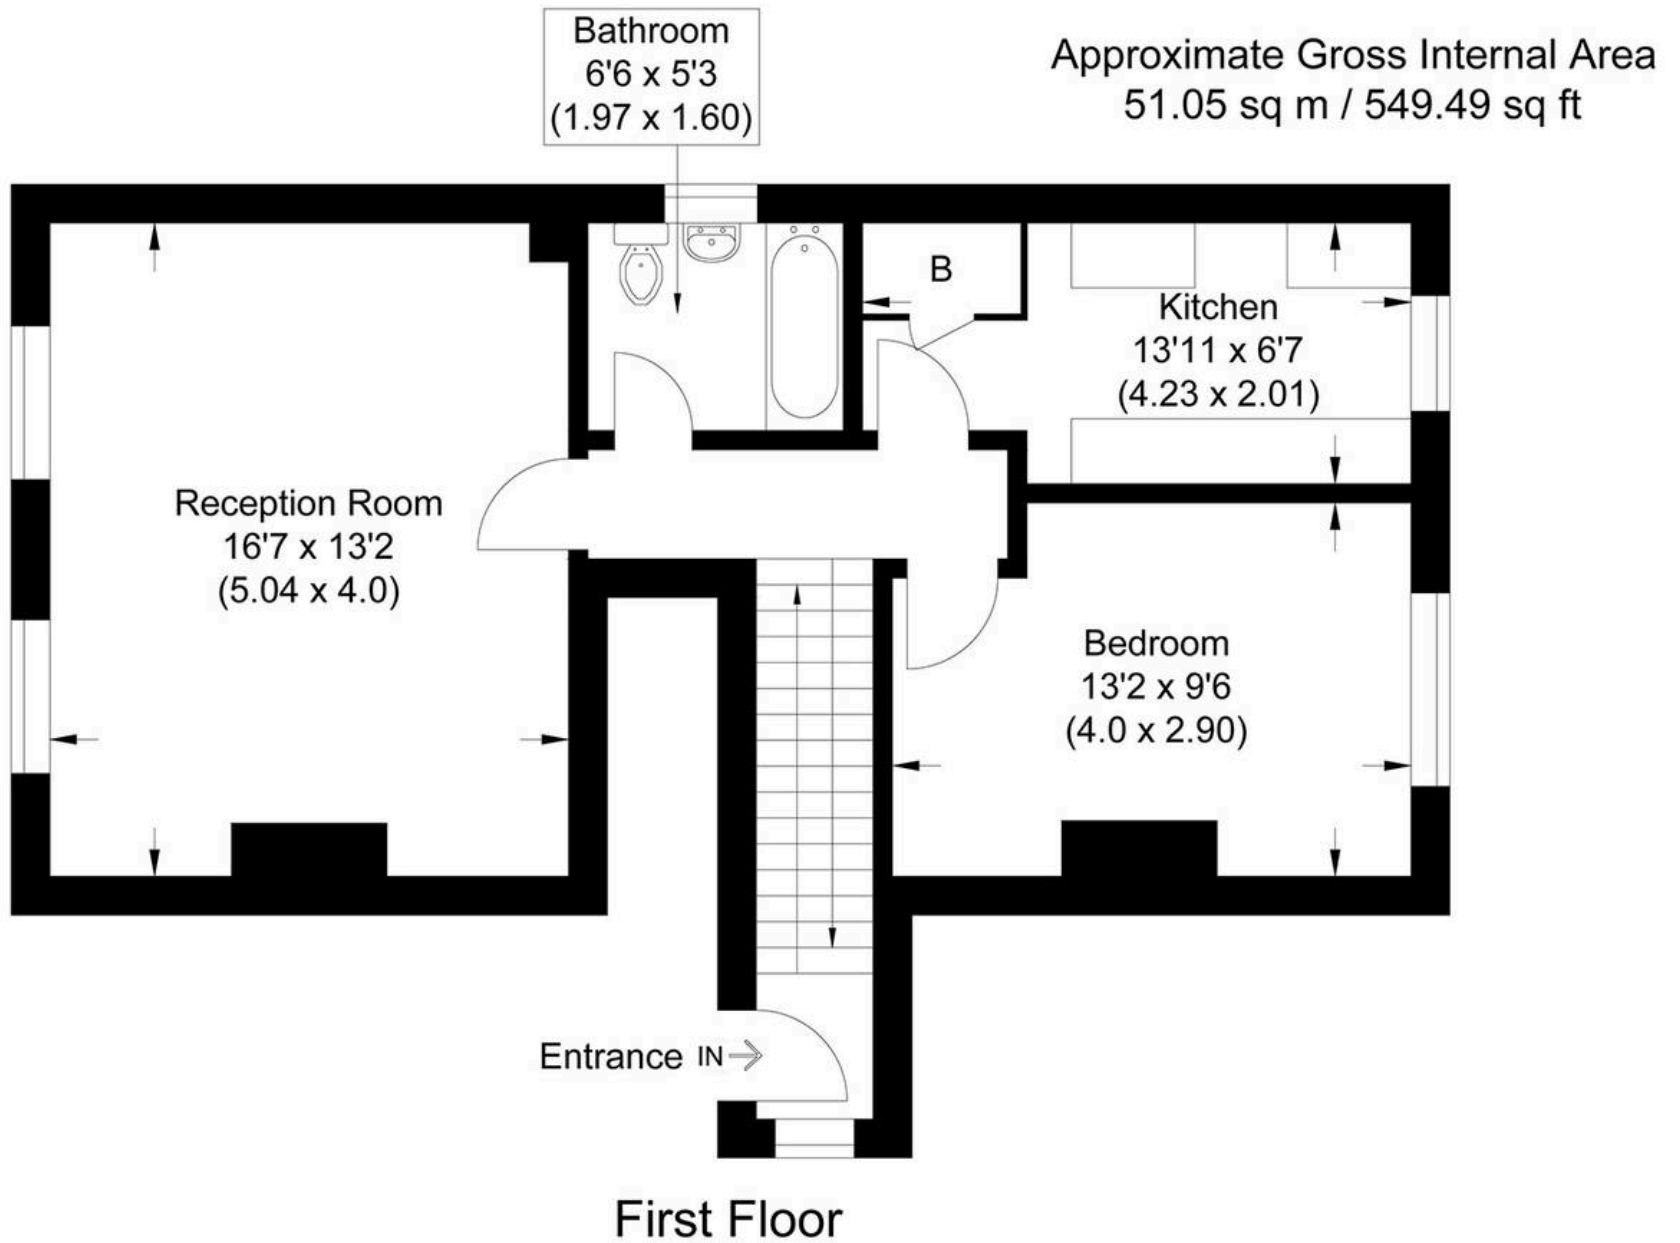 Bathroom
6'6 x 5'3
(1.97 x 1.60)
Approximate Gross Internal Area
51.05 sq m / 549.49 sq ft
B
Kitchen
13'11 x 6'7
(4.23 x 2.01)
Reception Room
16'7 x 13'2
(5.04 x 4.0)
Bedroom
13'2 x 9'6
(4.0 x 2.90)
Entrance IN
First Floor